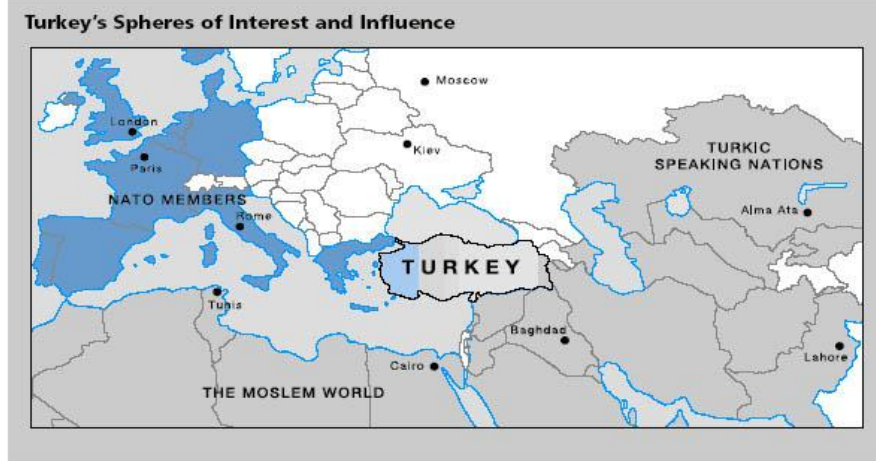 Turkey's Spheres of Interest and Influence
Moscow
London
Kiev
Paris
TURKIC
SPEAKING NATIONS
NATO MEMBERS
Rome
Alma Ata
TURKEY
Tunis
Baghdad
Lahore
Cairo
THE MOSLEM WORLD